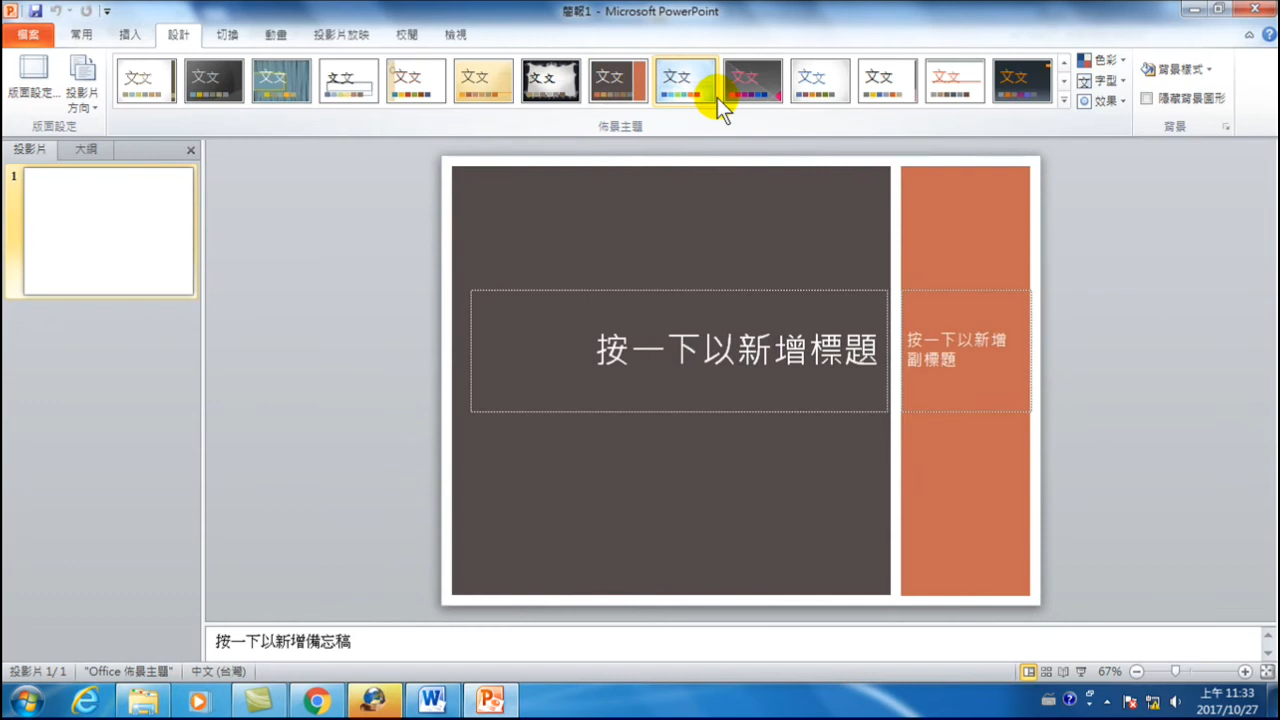 簡報1 - Microsoft PowerPoint
檔案 常用 插入 設計 切換 動畫 投影片放映 校閱 檢視
文文 文文 文文 文文 文文 文文 文文 文文 文文 文文 文文 文文 文文 文文
版面設定... 投影片方向
色彩 背景樣式
字型
效果 隱藏背景圖形
版面設定 佈景主題 背景
投影片 大綱
1
按一下以新增標題
按一下以新增
副標題
按一下以新增備忘稿
投影片 1/1 "Office 佈景主題" 中文 (台灣) 67%
上午 11:33
2017/10/27